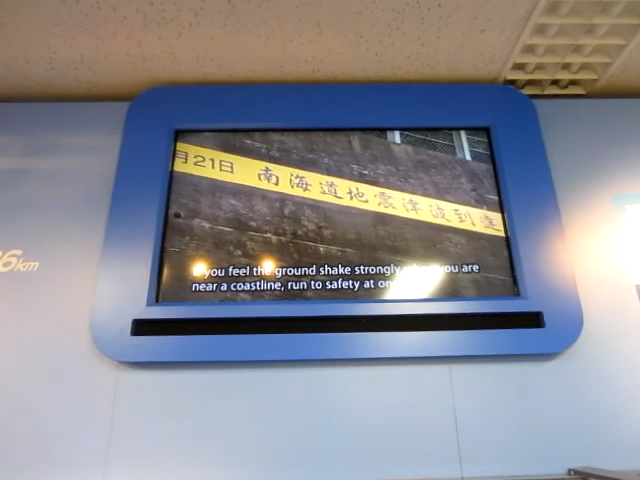 月21日 南海道地震津波到達
you feel the ground shake strongly you are
near a coastline, run to safety at
6km